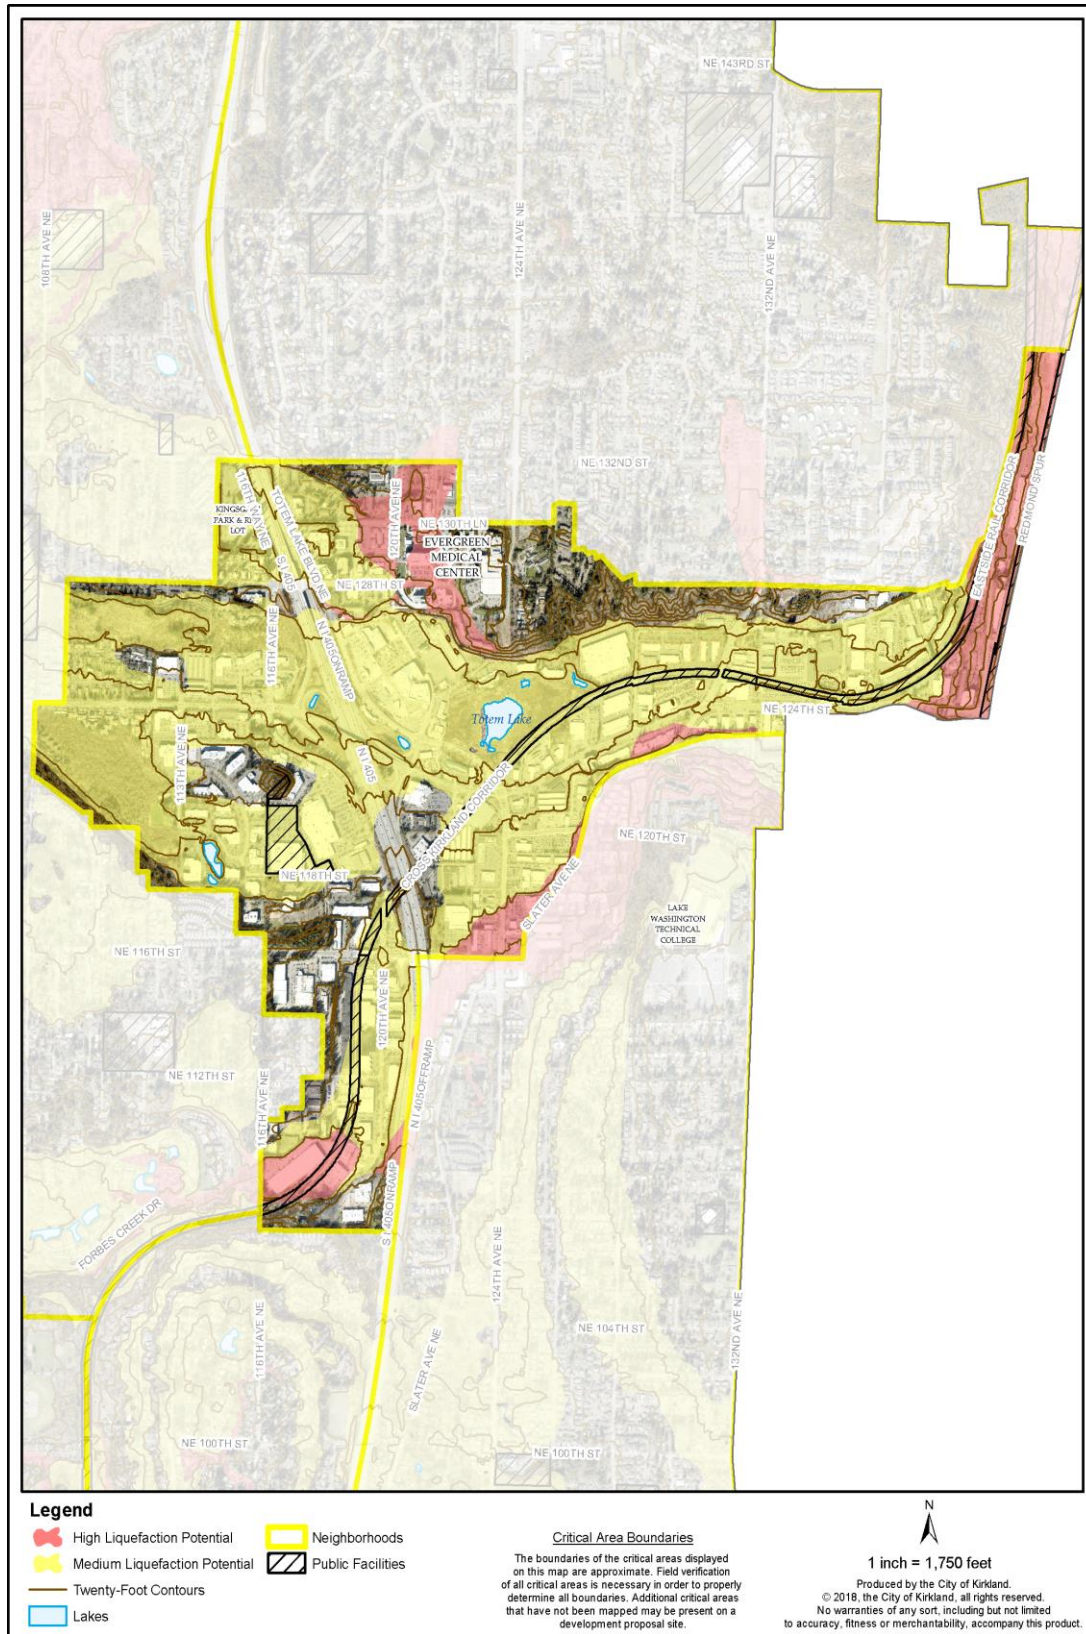 NE 143RD ST
108TH AVE NE
124TH AVE NE
132ND AVE NE
NE 132ND ST
116TH WAYNE
TOTEM LAKE BLVD NE
PARK & R
LOT
S I 405
120TH AVE NE
NE 130TH LN
EVERGREEN
MEDICAL
CENTER
NE 128TH ST
EASTSIDE RAIL CORRIDOR
REDMOND SPUR
116TH AVE NE
N I 405ONRAMP
Totem Lake
NE 124TH ST
113TH AVE NE
N I 405
CROSS KIRKLAND CORRIDOR
NE 118TH ST
NE 120TH ST
SLATER AVE NE
LAKE
WASHINGTON
TECHNICAL
COLLEGE
NE 116TH ST
120TH AVE NE
NE 112TH ST
116TH AVE NE
N I 405OFFRAMP
S I 405ONRAMP
FORBES CREEK DR
124TH AVE NE
116TH AVE NE
SLATER AVE NE
NE 104TH ST
132ND AVE NE
NE 100TH ST
NE 100TH ST
Legend
High Liquefaction Potential
Medium Liquefaction Potential
Twenty-Foot Contours
Lakes
Neighborhoods
Public Facilities
Critical Area Boundaries
The boundaries of the critical areas displayed
on this map are approximate. Field verification
of all critical areas is necessary in order to properly
determine all boundaries. Additional critical areas
that have not been mapped may be present on a
development proposal site.
N
1 inch = 1,750 feet
Produced by the City of Kirkland.
© 2018, the City of Kirkland, all rights reserved.
No warranties of any sort, including but not limited
to accuracy, fitness or merchantability, accompany this product.